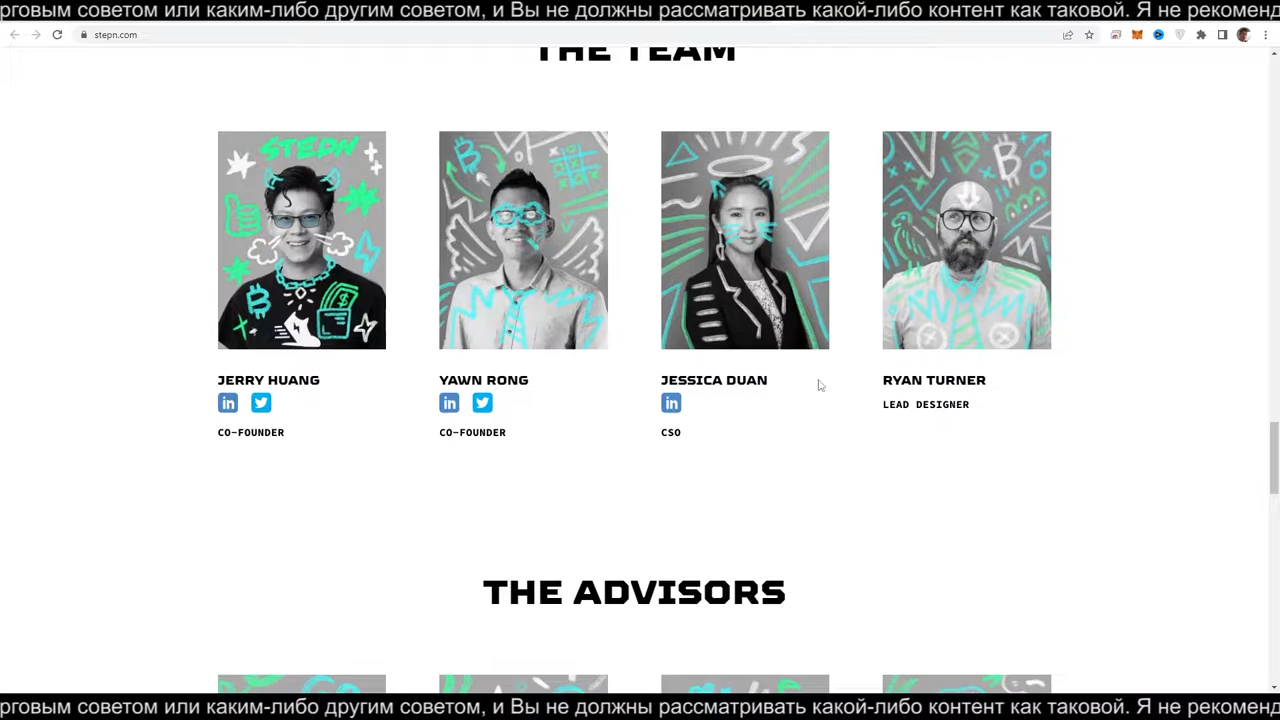 рговым советом или каким-либо другим советом, и Вы не должны рассматривать какой-либо контент как таковой. Я не рекоменд
stepn.com
THE TEAM
STEPN
JERRY HUANG
YAWN RONG
JESSICA DUAN
RYAN TURNER
LEAD DESIGNER
CO-FOUNDER
CO-FOUNDER
CSO
THE ADVISORS
рговым советом или каким-либо другим советом, и Вы не должны рассматривать какой-либо контент как таковой. Я не рекоменд